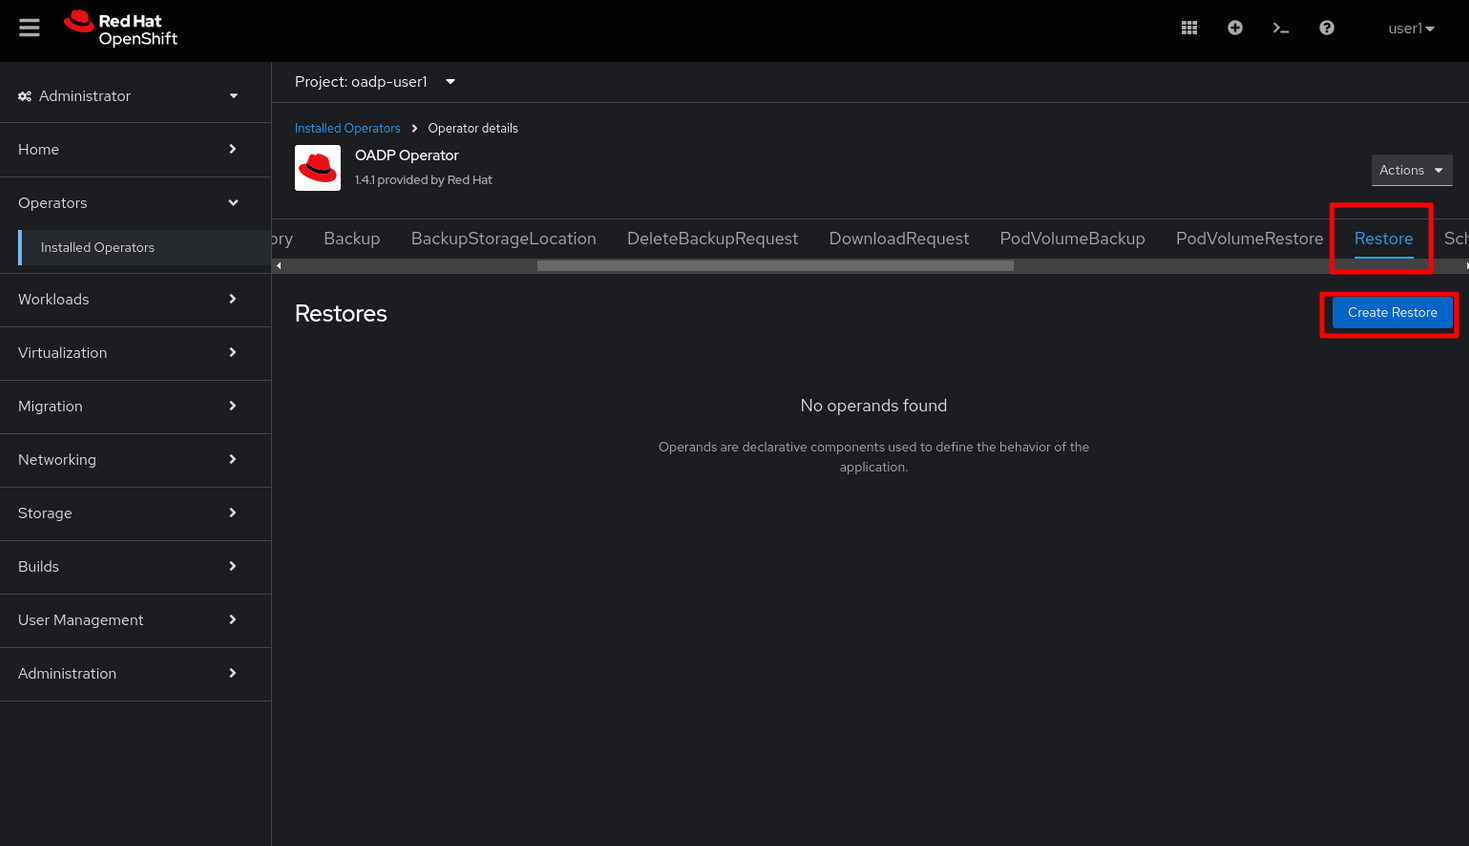 Red Hat
OpenShift
user1
Administrator
Home
Operators
Installed Operators
Workloads
Virtualization
Migration
Networking
Storage
Builds
User Management
Administration
Project: oadp-user1
Installed Operators > Operator details
OADP Operator
1.4.1 provided by Red Hat
Actions
ory Backup BackupStorageLocation DeleteBackupRequest DownloadRequest PodVolumeBackup PodVolumeRestore Restore Sch
Restores
Create Restore
No operands found
Operands are declarative components used to define the behavior of the
application.